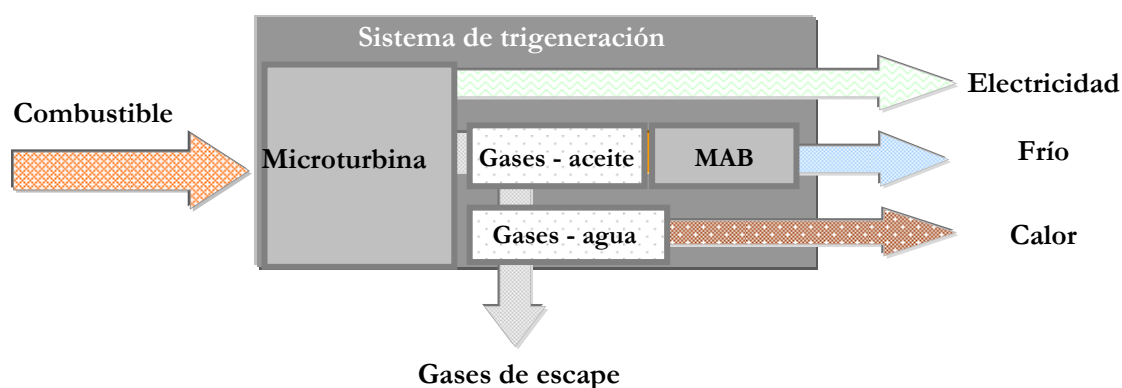 Sistema de trigeneración
Combustible
Electricidad
Microturbina
Gases - aceite
MAB
Frío
Gases - agua
Calor
Gases de escape